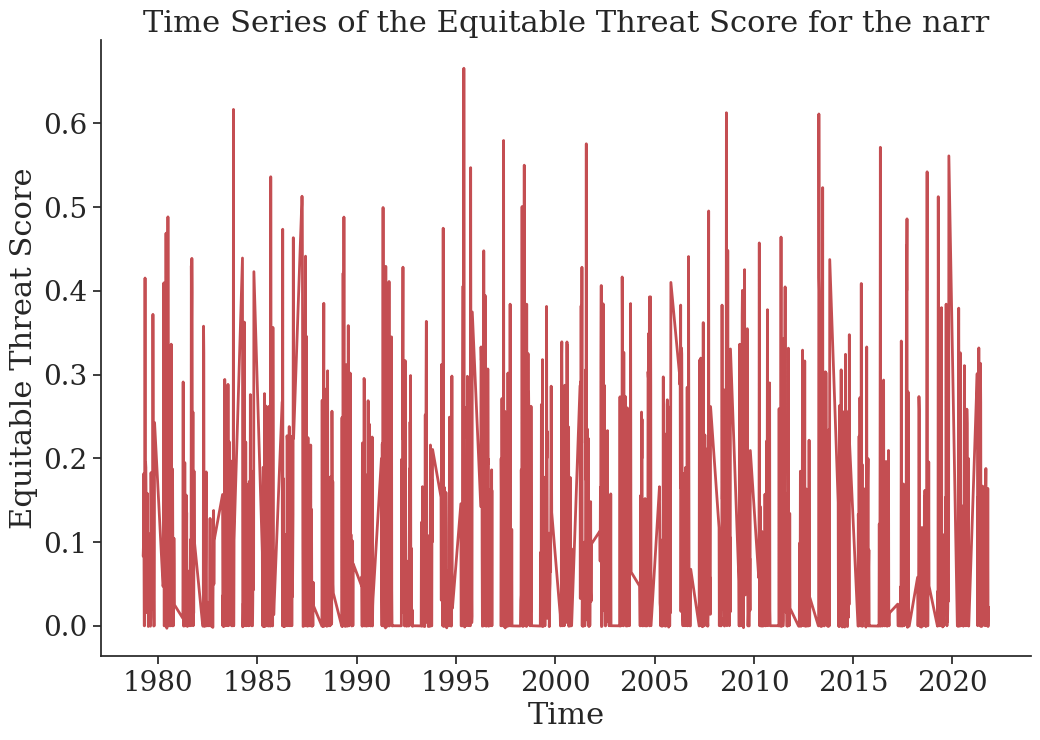 Time Series of the Equitable Threat Score for the narr
Equitable Threat Score
0.6
0.5
0.4
0.3
0.2
0.1
0.0
1980 1985 1990 1995 2000 2005 2010 2015 2020
Time